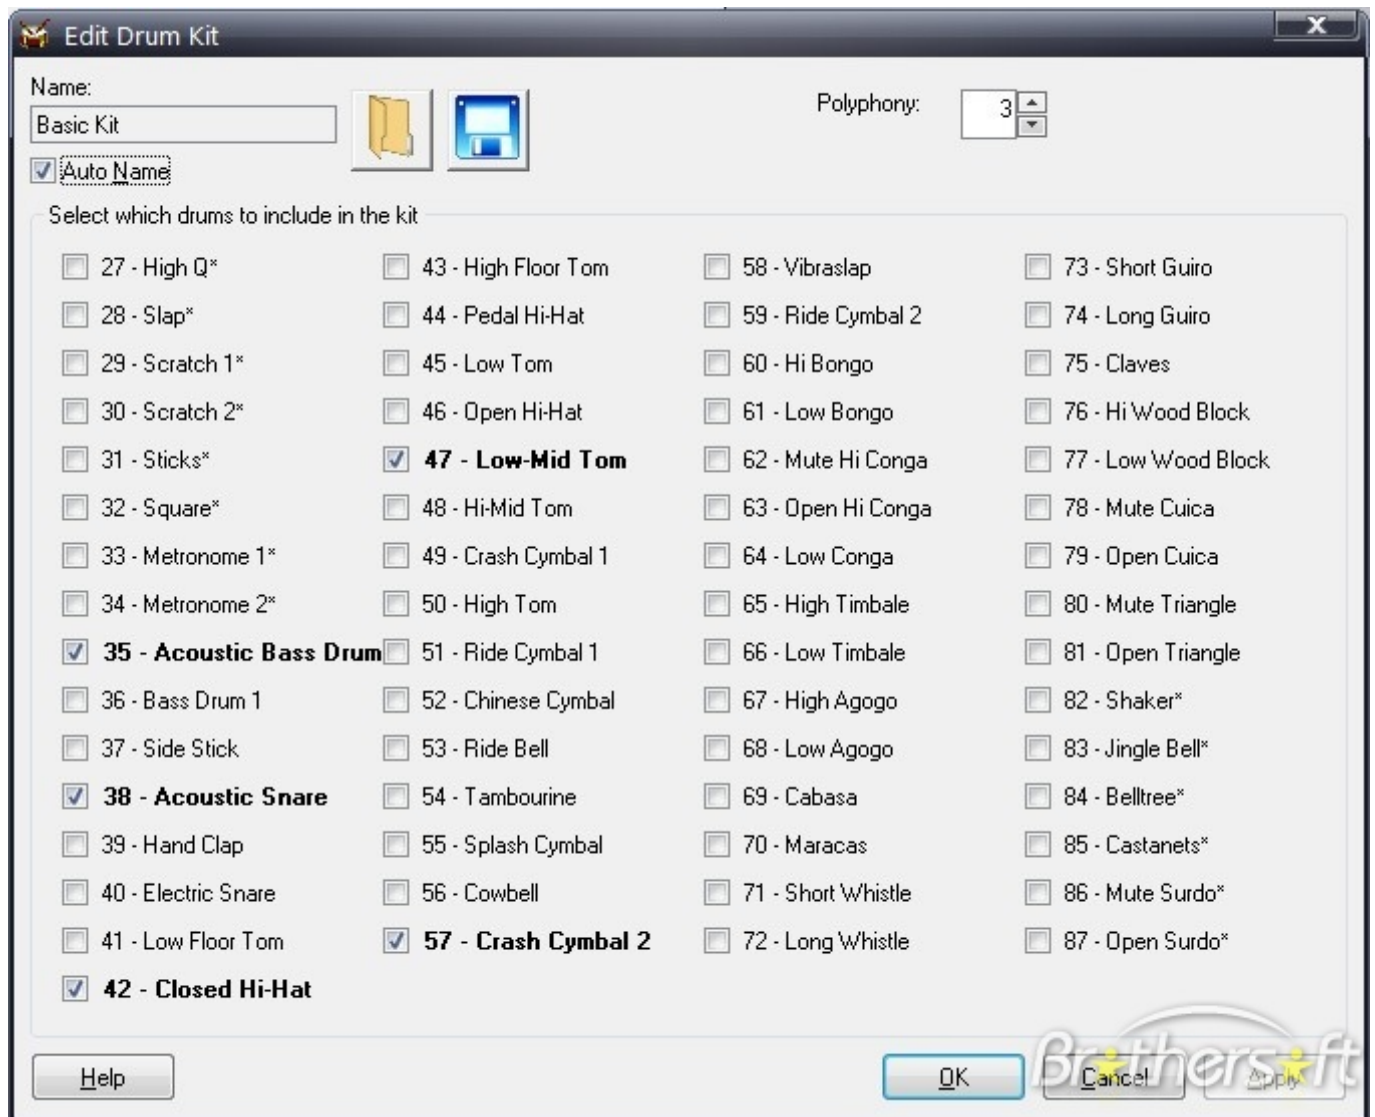 Edit Drum Kit
X
Name:
Basic Kit
Auto Name
Polyphony:
3
Select which drums to include in the kit
27 - High Q*
28 - Slap*
29 - Scratch 1*
30 - Scratch 2*
31 - Sticks*
32 - Square*
33 - Metronome 1*
34 - Metronome 2*
35 - Acoustic Bass Drum
36 - Bass Drum 1
37 - Side Stick
38 - Acoustic Snare
39 - Hand Clap
40 - Electric Snare
41 - Low Floor Tom
42 - Closed Hi-Hat
43 - High Floor Tom
44 - Pedal Hi-Hat
45 - Low Tom
46 - Open Hi-Hat
47 - Low-Mid Tom
48 - Hi-Mid Tom
49 - Crash Cymbal 1
50 - High Tom
51 - Ride Cymbal 1
52 - Chinese Cymbal
53 - Ride Bell
54 - Tambourine
55 - Splash Cymbal
56 - Cowbell
57 - Crash Cymbal 2
58 - Vibraslap
59 - Ride Cymbal 2
60 - Hi Bongo
61 - Low Bongo
62 - Mute Hi Conga
63 - Open Hi Conga
64 - Low Conga
65 - High Timbale
66 - Low Timbale
67 - High Agogo
68 - Low Agogo
69 - Cabasa
70 - Maracas
71 - Short Whistle
72 - Long Whistle
73 - Short Guiro
74 - Long Guiro
75 - Claves
76 - Hi Wood Block
77 - Low Wood Block
78 - Mute Cuica
79 - Open Cuica
80 - Mute Triangle
81 - Open Triangle
82 - Shaker*
83 - Jingle Bell*
84 - Belltree*
85 - Castanets*
86 - Mute Surdo*
87 - Open Surdo*
Help
OK
Cancel
Apply
Brothersoft